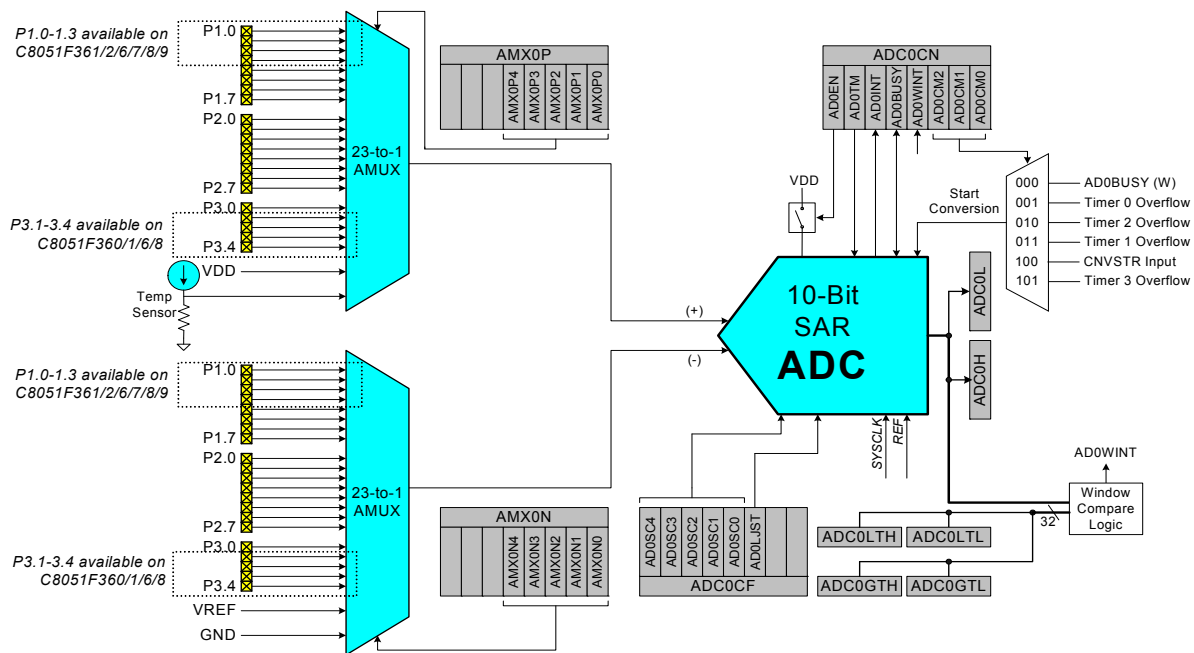 P1.0-1.3 available on
C8051F361/2/6/7/8/9
P1.0
P1.7
P2.0
P2.7
P3.0
P3.4
P3.1-3.4 available on
C8051F360/1/6/8
VDD
Temp
Sensor
23-to-1
AMUX
AMX0P
AMX0P4
AMX0P3
AMX0P2
AMX0P1
AMX0P0
ADC0CN
AD0EN
AD0TM
AD0INT
AD0BUSY
AD0WINT
AD0CM2
AD0CM1
AD0CM0
VDD
Start
Conversion
000 AD0BUSY (W)
001 Timer 0 Overflow
010 Timer 2 Overflow
011 Timer 1 Overflow
100 CNVSTR Input
101 Timer 3 Overflow
(+)
(-)
10-Bit
SAR
ADC
ADC0L
ADC0H
SYSCLK
REF
P1.0-1.3 available on
C8051F361/2/6/7/8/9
P1.0
P1.7
P2.0
P2.7
P3.0
P3.4
P3.1-3.4 available on
C8051F360/1/6/8
VREF
GND
23-to-1
AMUX
AMX0N
AMX0N4
AMX0N3
AMX0N2
AMX0N1
AMX0N0
AD0SC4
AD0SC3
AD0SC2
AD0SC1
AD0SC0
AD0LJST
ADC0CF
AD0WINT
Window
Compare
Logic
32
ADC0LTH
ADC0LTL
ADC0GTH
ADC0GTL